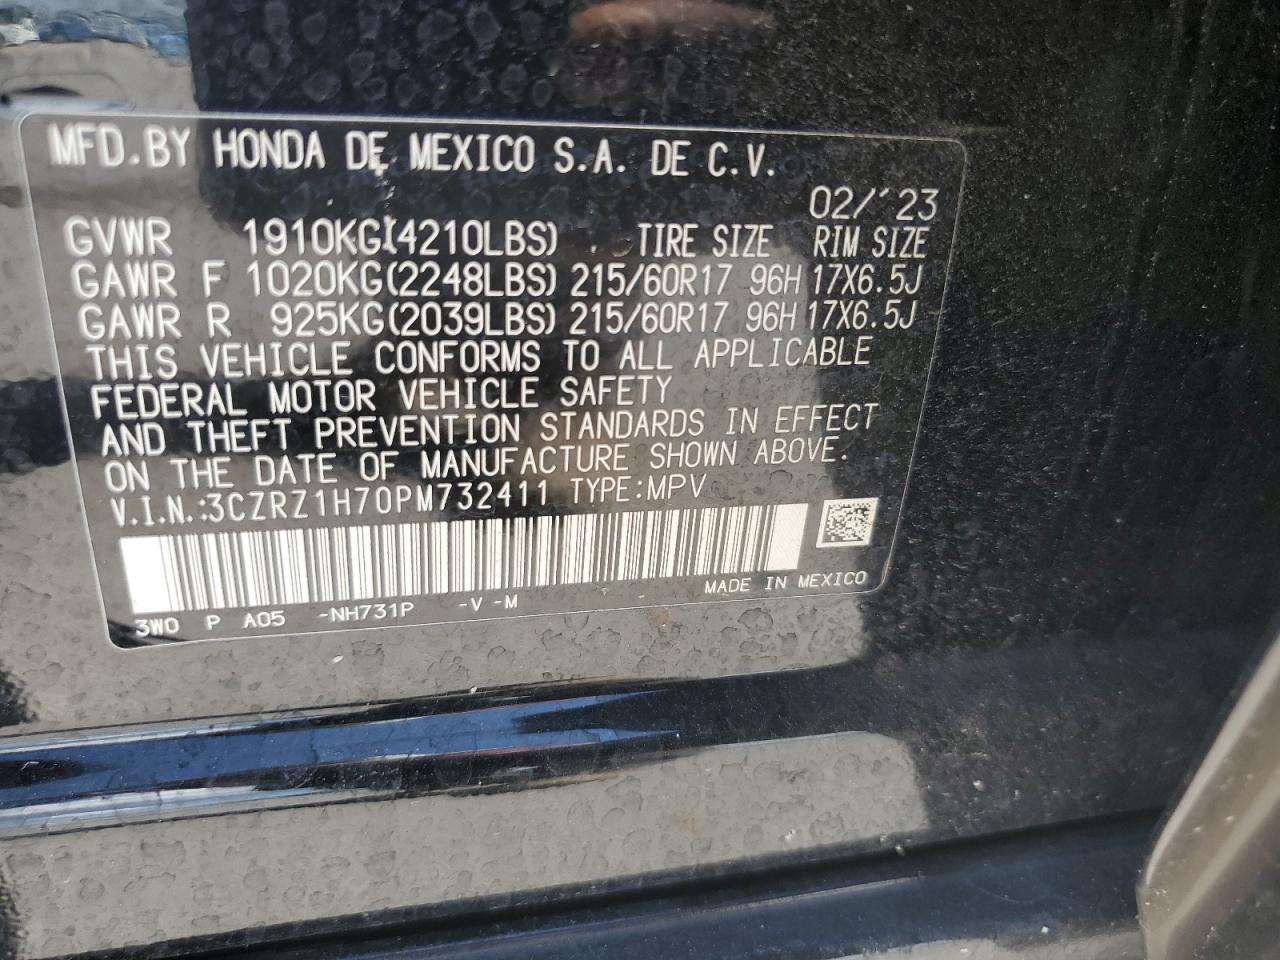 MFD.BY HONDA DE MEXICO S.A. DE C.V.
02/'23
GVWR 1910KG(4210LBS) TIRE SIZE RIM SIZE
GAWR F 1020KG(2248LBS) 215/60R17 96H 17X6.5J
GAWR R 925KG(2039LBS) 215/60R17 96H 17X6.5J
THIS VEHICLE CONFORMS TO ALL APPLICABLE
FEDERAL MOTOR VEHICLE SAFETY
AND THEFT PREVENTION STANDARDS IN EFFECT
ON THE DATE OF MANUFACTURE SHOWN ABOVE.
V.I.N.:3CZRZ1H70PM732411 TYPE:MPV
MADE IN MEXICO
3W0 P A05 -NH731P -V -M -